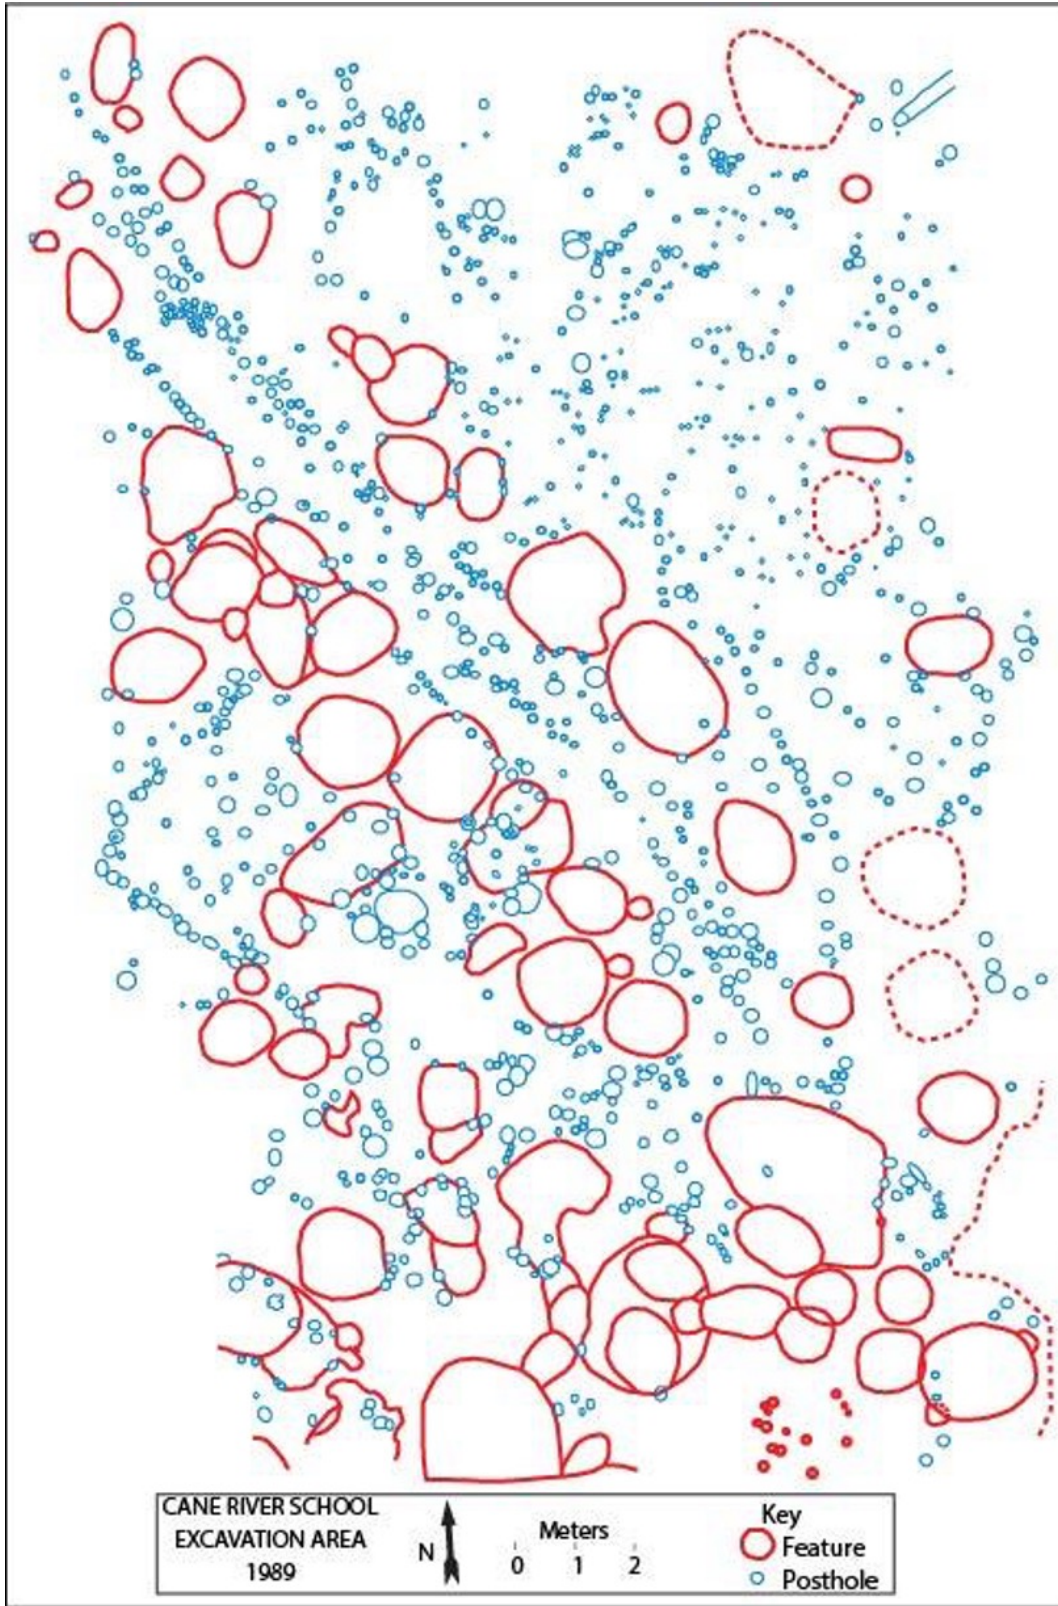 CANE RIVER SCHOOL
EXCAVATION AREA
1989
N
Meters
0 1 2
Key
Feature
Posthole